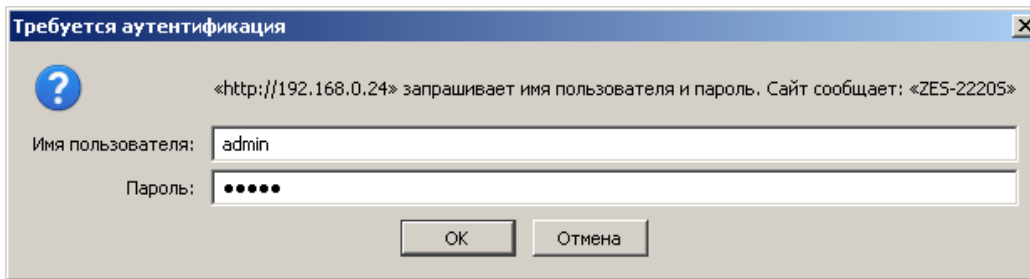 Требуется аутентификация
«http://192.168.0.24» запрашивает имя пользователя и пароль. Сайт сообщает: «ZES-2220S»
Имя пользователя: admin
Пароль: •••••
OK Отмена